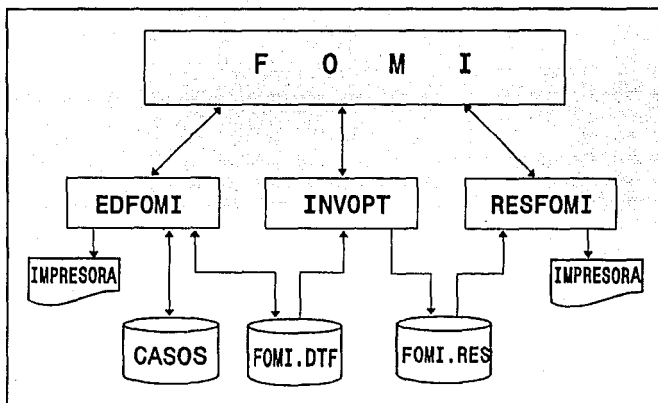 F O M I
EDFOMI
INVOPT
RESFOMI
IMPRESORA
IMPRESORA
CASOS
FOMI.DTF
FOMI.RES